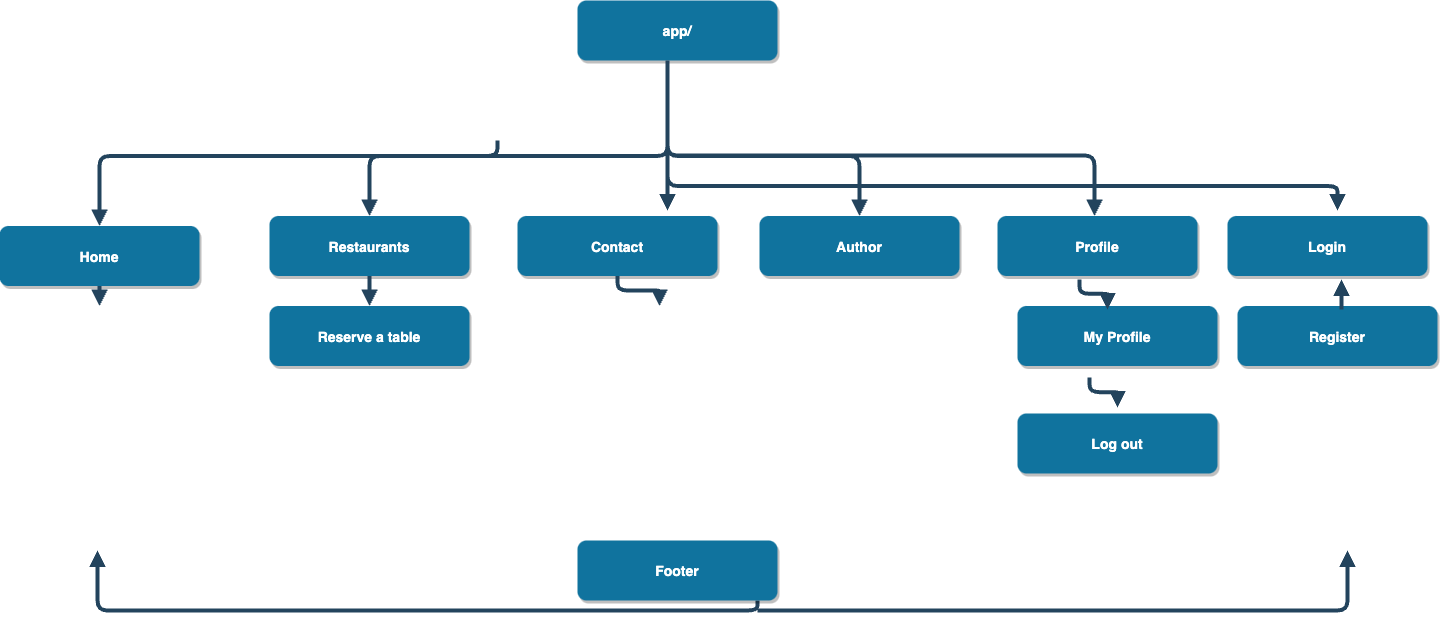 app/
Home
Restaurants
Contact
Author
Profile
Login
Reserve a table
My Profile
Register
Log out
Footer